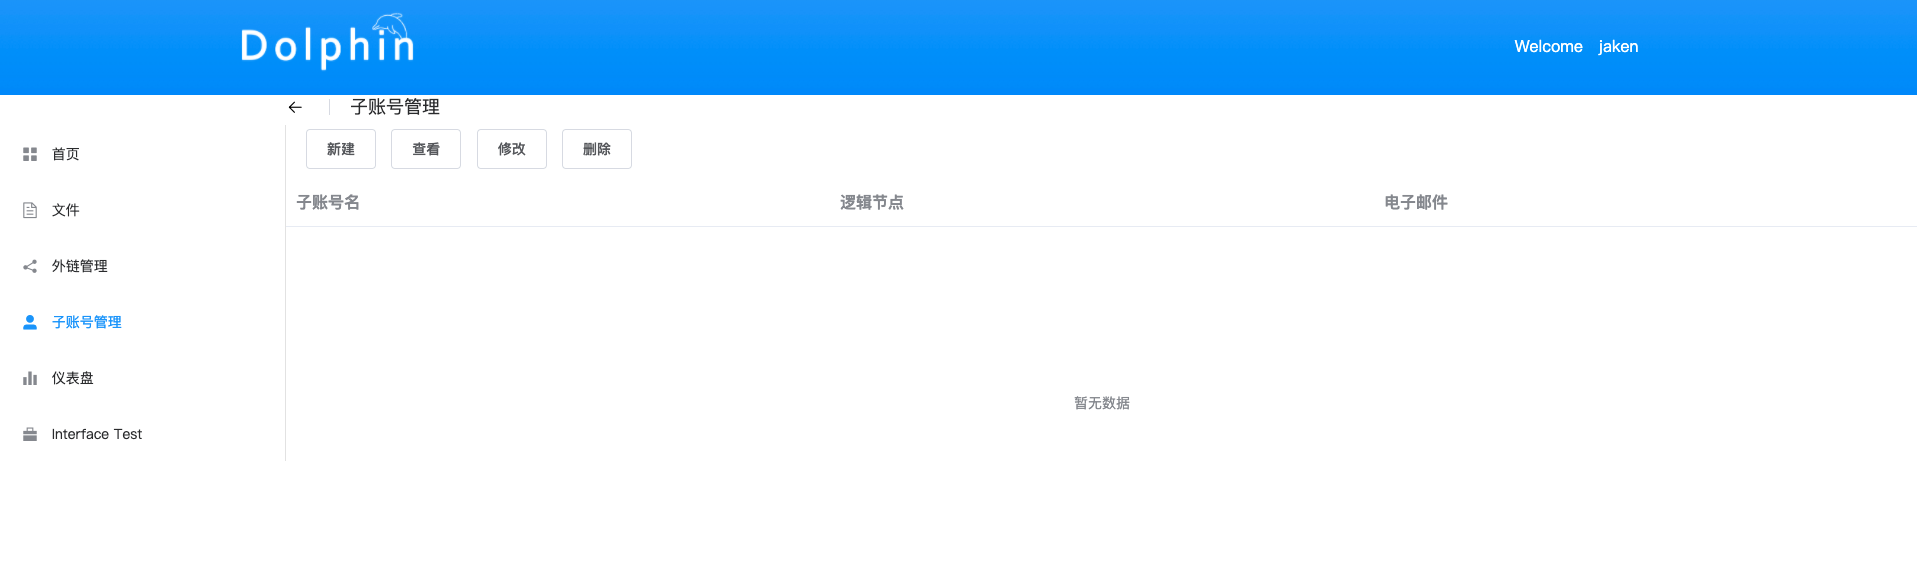 Dolphin
Welcome jaken
子账号管理
首页
文件
外链管理
子账号管理
仪表盘
Interface Test
新建 查看 修改 删除
子账号名 逻辑节点 电子邮件
暂无数据